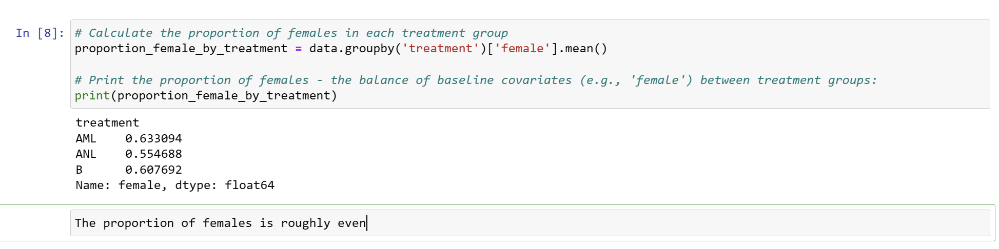 In [8]: # Calculate the proportion of females in each treatment group
proportion_female_by_treatment = data.groupby('treatment')['female'].mean()
# Print the proportion of females - the balance of baseline covariates (e.g., 'female') between treatment groups:
print(proportion_female_by_treatment)
treatment
AML    0.633094
ANL    0.554688
B      0.607692
Name: female, dtype: float64
The proportion of females is roughly even